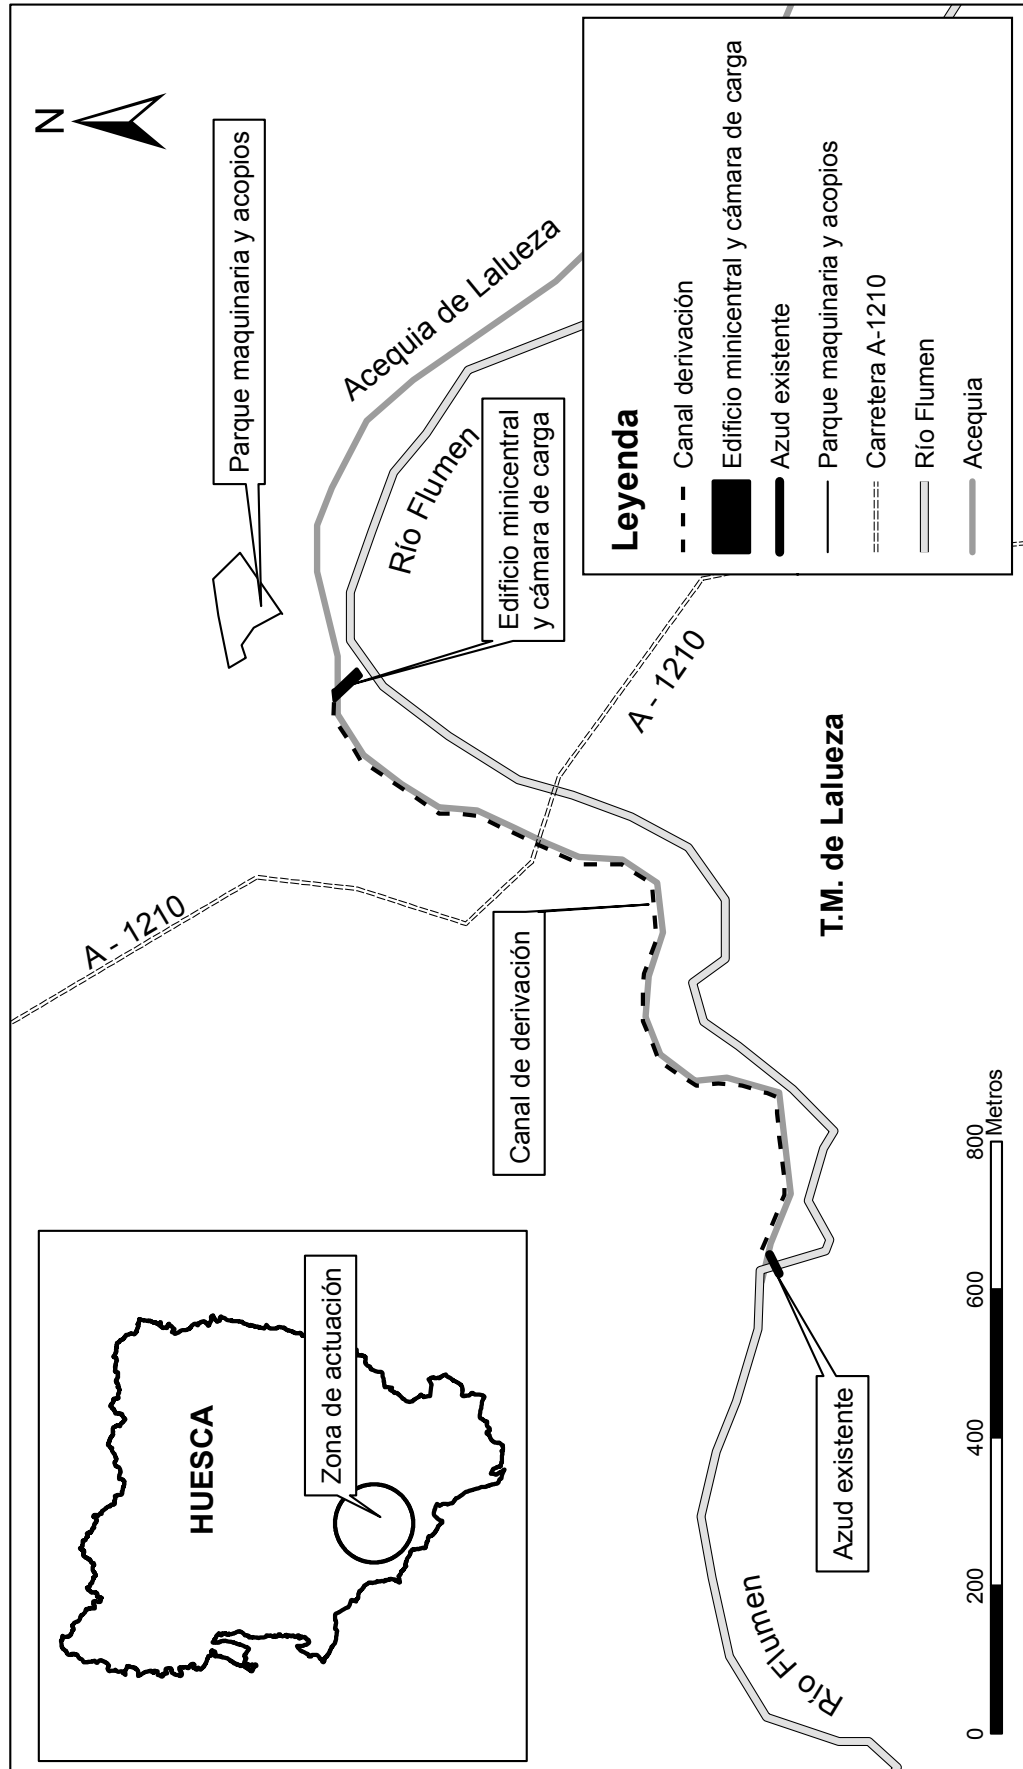 N
HUESCA
Zona de actuación
Parque maquinaria y acopios
A - 1210
Acequia de Lalueza
Río Flumen
Edificio minicentral
y cámara de carga
Canal de derivación
A - 1210
T.M. de Lalueza
Azud existente
Río Flumen
0 200 400 600 800
Metros
Leyenda
Canal derivación
Edificio minicentral y cámara de carga
Azud existente
Parque maquinaria y acopios
Carretera A-1210
Río Flumen
Acequia